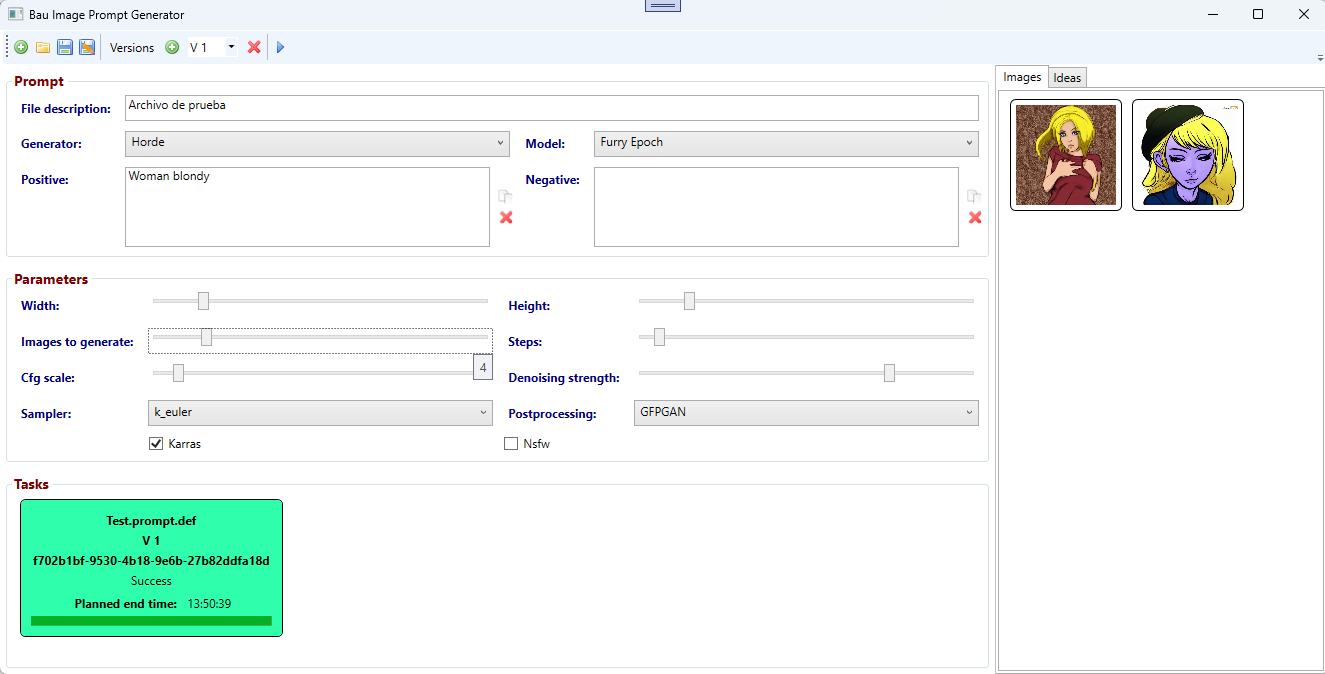 Bau Image Prompt Generator
Versions V 1
Images Ideas
Prompt
File description: Archivo de prueba
Generator: Horde Model: Furry Epoch
Positive: Woman blondy Negative:
Parameters
Width: Height:
Images to generate: Steps:
4
Cfg scale: Denoising strength:
Sampler: k_euler Postprocessing: GFPGAN
Karras Nsfw
Tasks
Test.prompt.def
V 1
f702b1bf-9530-4b18-9e6b-27b82ddfa18d
Success
Planned end time: 13:50:39